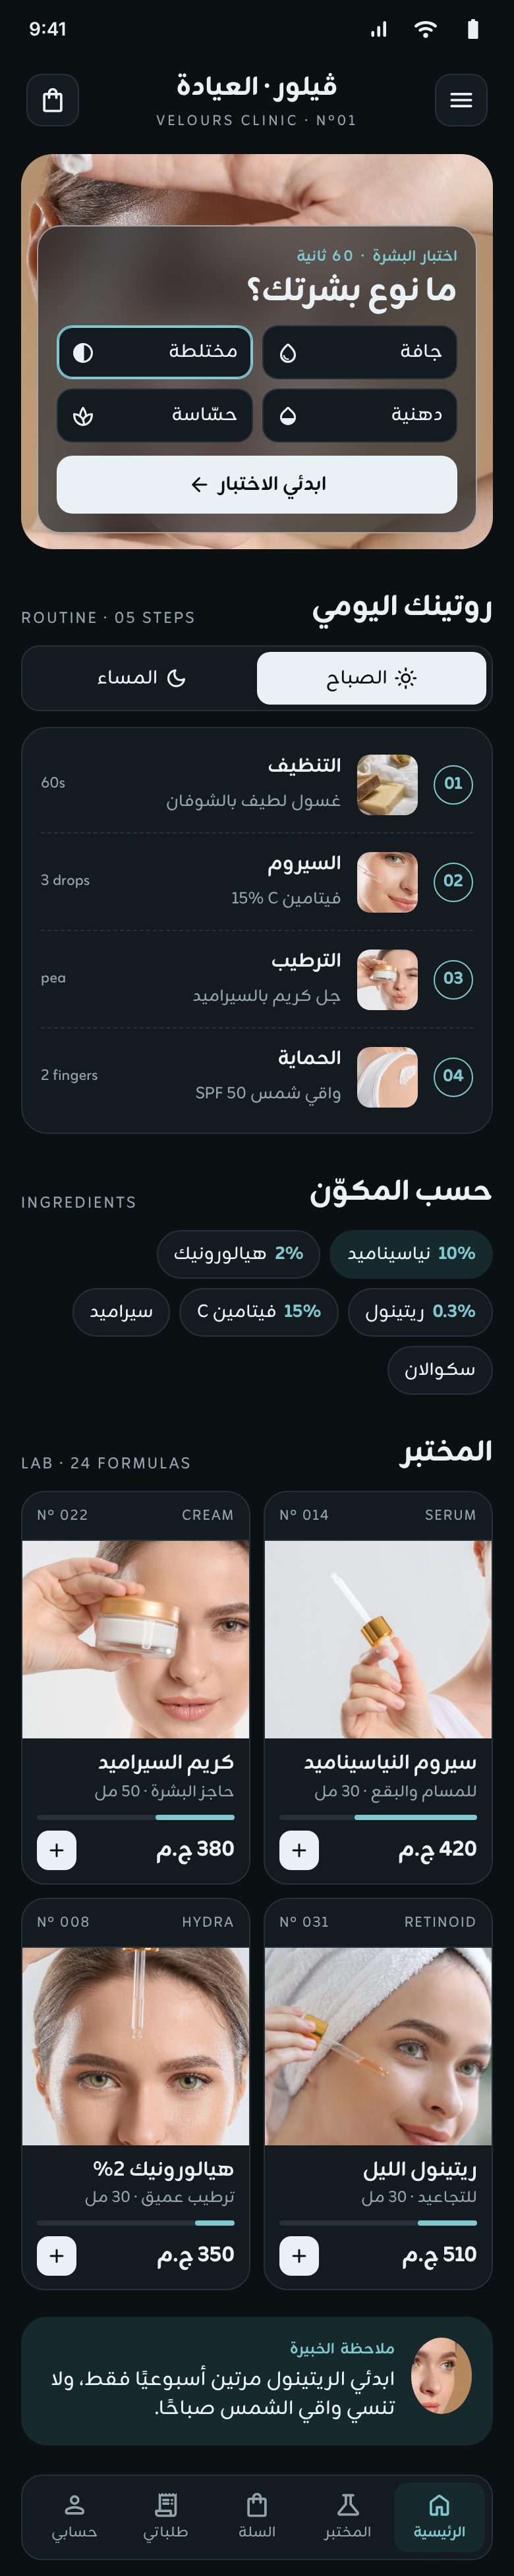 9:41
ڤيلور · العيادة
VELOURS CLINIC · Nº01
اختبار البشرة · 60 ثانية
ما نوع بشرتك؟
جافة
مختلطة
دهنية
حسّاسة
ابدئي الاختبار ←
روتينك اليومي
ROUTINE · 05 STEPS
الصباح
المساء
01
التنظيف
غسول لطيف بالشوفان
60s
02
السيروم
فيتامين C 15%
3 drops
03
الترطيب
جل كريم بالسيراميد
pea
04
الحماية
واقي شمس SPF 50
2 fingers
حسب المكوّن
INGREDIENTS
10% نياسيناميد
2% هيالورونيك
0.3% ريتينول
15% فيتامين C
سيراميد
سكوالان
المختبر
LAB · 24 FORMULAS
SERUM
Nº 014
سيروم النياسيناميد
للمسام والبقع · 30 مل
420 ج.م
+
CREAM
Nº 022
كريم السيراميد
حاجز البشرة · 50 مل
380 ج.م
+
RETINOID
Nº 031
ريتينول الليل
للتجاعيد · 30 مل
510 ج.م
+
HYDRA
Nº 008
هيالورونيك 2%
ترطيب عميق · 30 مل
350 ج.م
+
ملاحظة الخبيرة
ابدئي الريتينول مرتين أسبوعيًا فقط، ولا
تنسي واقي الشمس صباحًا.
الرئيسية
المختبر
السلة
طلباتي
حسابي